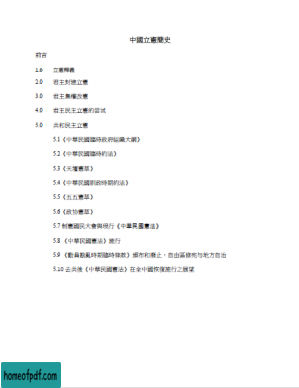 中國立憲簡史
前言
1.0 立憲釋義
2.0 君主封建立憲
3.0 君主集權改憲
4.0 君主民主立憲的嘗試
5.0 共和民主立憲
5.1《中華民國臨時政府組織大綱》
5.2《中華民國臨時約法》
5.3《天壇憲草》
5.4《中華民國訓政時期約法》
5.5《五五憲草》
5.6《政協憲草》
5.7 制憲國民大會與現行《中華民國憲法》
5.8 《中華民國憲法》施行
5.9 《動員戡亂時期臨時條款》頒布和廢止，自由區修憲与地方自治
5.10 去共後《中華民國憲法》在全中國恢復施行之展望
homeofpdf.com